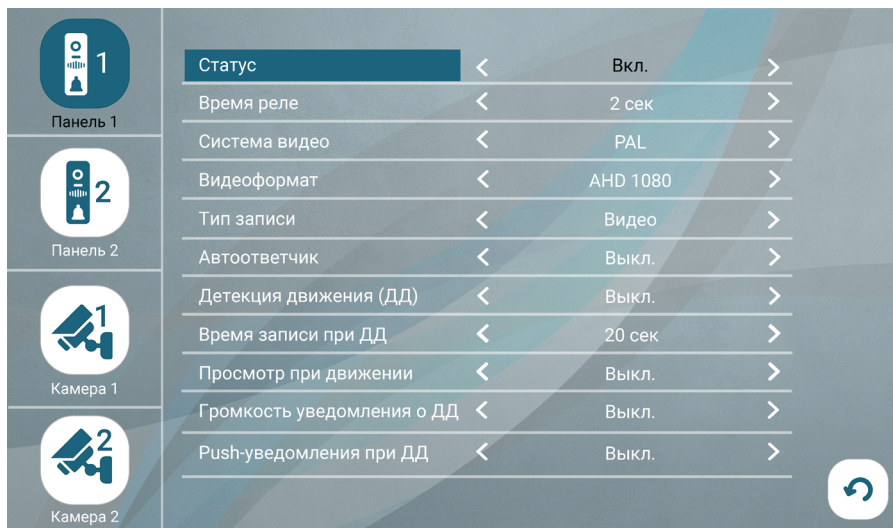 1
Панель 1
2
Панель 2
1
Камера 1
2
Камера 2
Статус < Вкл. >
Время реле < 2 сек >
Система видео < PAL >
Видеоформат < AHD 1080 >
Тип записи < Видео >
Автоответчик < Выкл. >
Детекция движения (ДД) < Выкл. >
Время записи при ДД < 20 сек >
Просмотр при движении < Выкл. >
Громкость уведомления о ДД < Выкл. >
Push-уведомления при ДД < Выкл. >